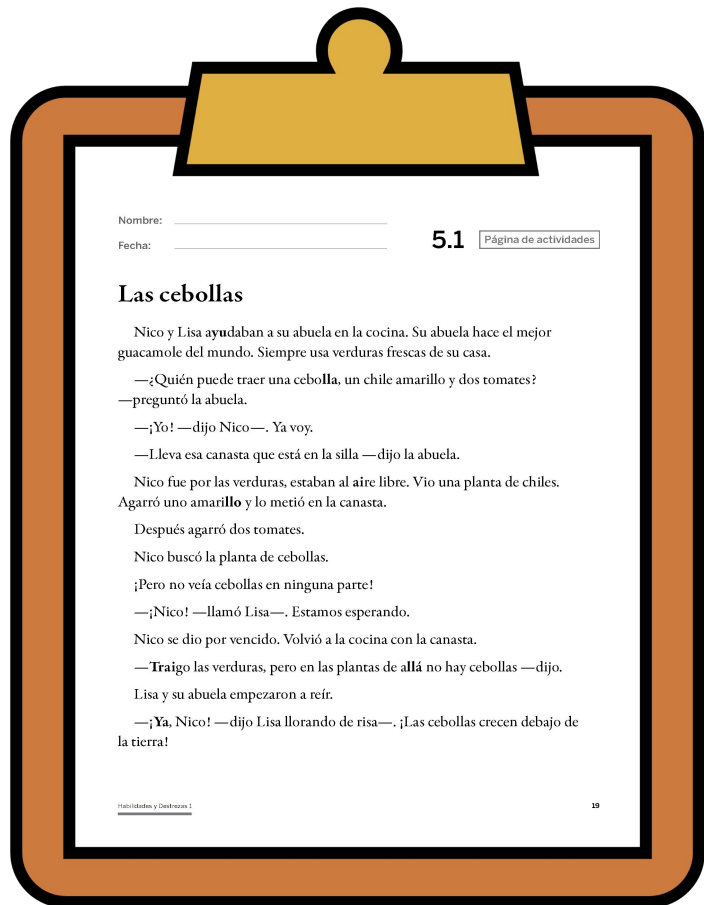 Nombre:
Fecha:
5.1 Página de actividades
Las cebollas
Nico y Lisa ayudaban a su abuela en la cocina. Su abuela hace el mejor
guacamole del mundo. Siempre usa verduras frescas de su casa.
—¿Quién puede traer una cebolla, un chile amarillo y dos tomates?
—preguntó la abuela.
—¡Yo! —dijo Nico—. Ya voy.
—Lleva esa canasta que está en la silla —dijo la abuela.
Nico fue por las verduras, estaban al aire libre. Vio una planta de chiles.
Agarró uno amarillo y lo metió en la canasta.
Después agarró dos tomates.
Nico buscó la planta de cebollas.
¡Pero no veía cebollas en ninguna parte!
—¡Nico! —llamó Lisa—. Estamos esperando.
Nico se dio por vencido. Volvió a la cocina con la canasta.
—Traigo las verduras, pero en las plantas de allá no hay cebollas —dijo.
Lisa y su abuela empezaron a reír.
—¡Ya, Nico! —dijo Lisa llorando de risa—. ¡Las cebollas crecen debajo de
la tierra!
Habilidades y Destrezas 1
19